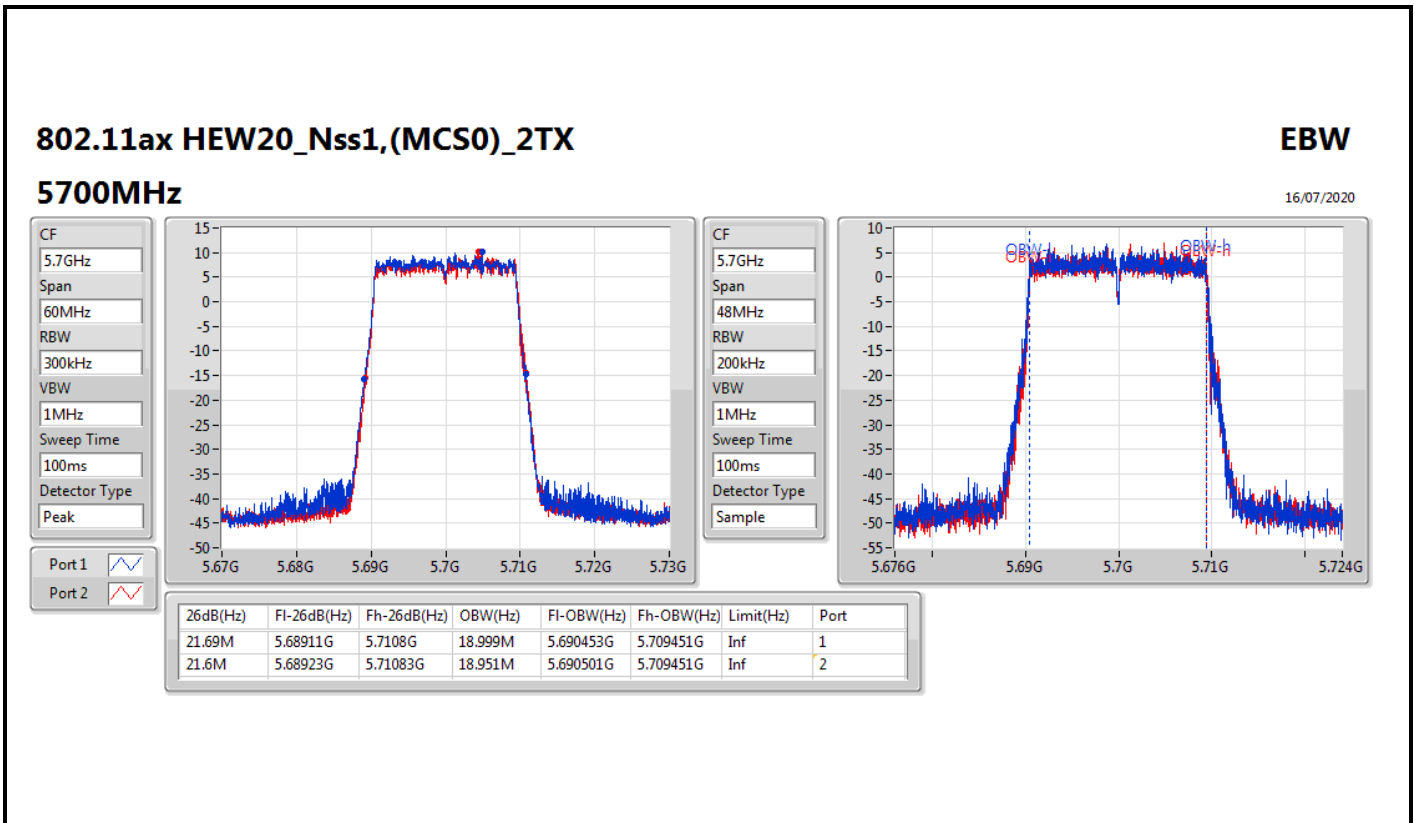 802.11ax HEW20_Nss1,(MCS0)_2TX
EBW
5700MHz
16/07/2020
CF
5.7GHz
Span
60MHz
RBW
300kHz
VBW
1MHz
Sweep Time
100ms
Detector Type
Peak
Port 1
Port 2
15
10
5
0
-5
-10
-15
-20
-25
-30
-35
-40
-45
-50
5.67G 5.68G 5.69G 5.7G 5.71G 5.72G 5.73G
CF
5.7GHz
Span
48MHz
RBW
200kHz
VBW
1MHz
Sweep Time
100ms
Detector Type
Sample
10
5
0
-5
-10
-15
-20
-25
-30
-35
-40
-45
-50
-55
OBW-h
OBW-h
5.676G 5.69G 5.7G 5.71G 5.724G
26dB(Hz) Fl-26dB(Hz) Fh-26dB(Hz) OBW(Hz) Fl-OBW(Hz) Fh-OBW(Hz) Limit(Hz) Port
21.69M 5.68911G 5.7108G 18.999M 5.690453G 5.709451G Inf 1
21.6M 5.68923G 5.71083G 18.951M 5.690501G 5.709451G Inf 2